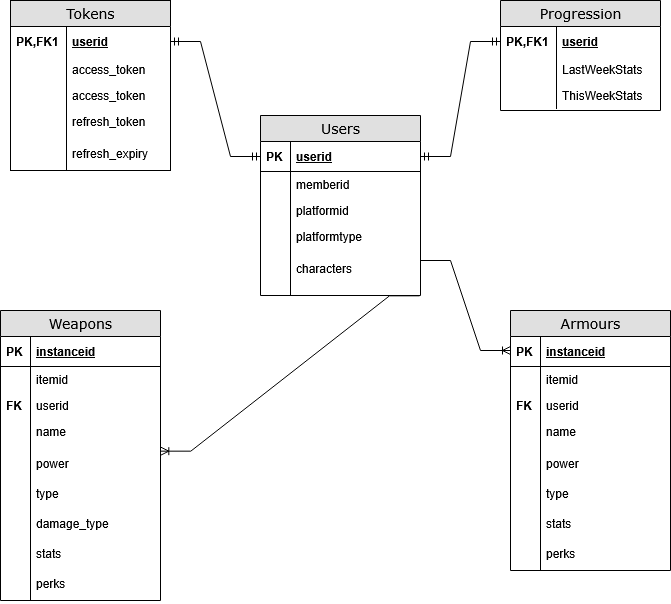 Tokens
PK,FK1 userid
access_token
access_token
refresh_token
refresh_expiry
Progression
PK,FK1 userid
LastWeekStats
ThisWeekStats
Users
PK userid
memberid
platformid
platformtype
characters
Weapons
PK instanceid
itemid
FK userid
name
power
type
damage_type
stats
perks
Armours
PK instanceid
itemid
FK userid
name
power
type
stats
perks